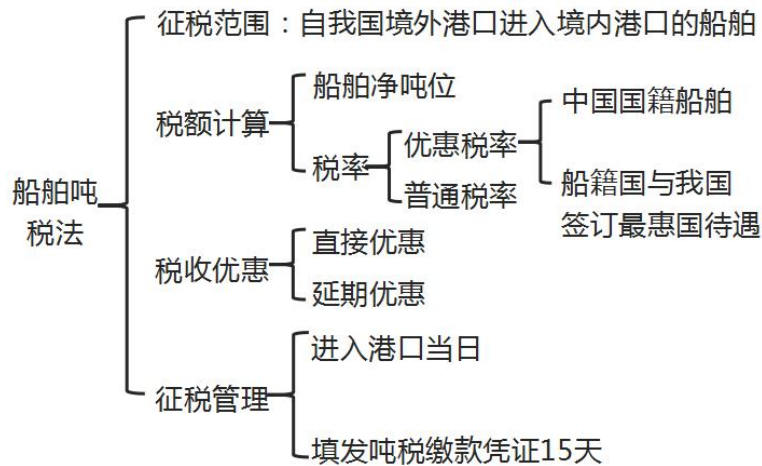 征税范围：自我国境外港口进入境内港口的船舶
船舶净吨位
税额计算
中国国籍船舶
优惠税率
税率
普通税率
船籍国与我国
签订最惠国待遇
船舶吨
税法
直接优惠
税收优惠
延期优惠
进入港口当日
征税管理
填发吨税缴款凭证15天